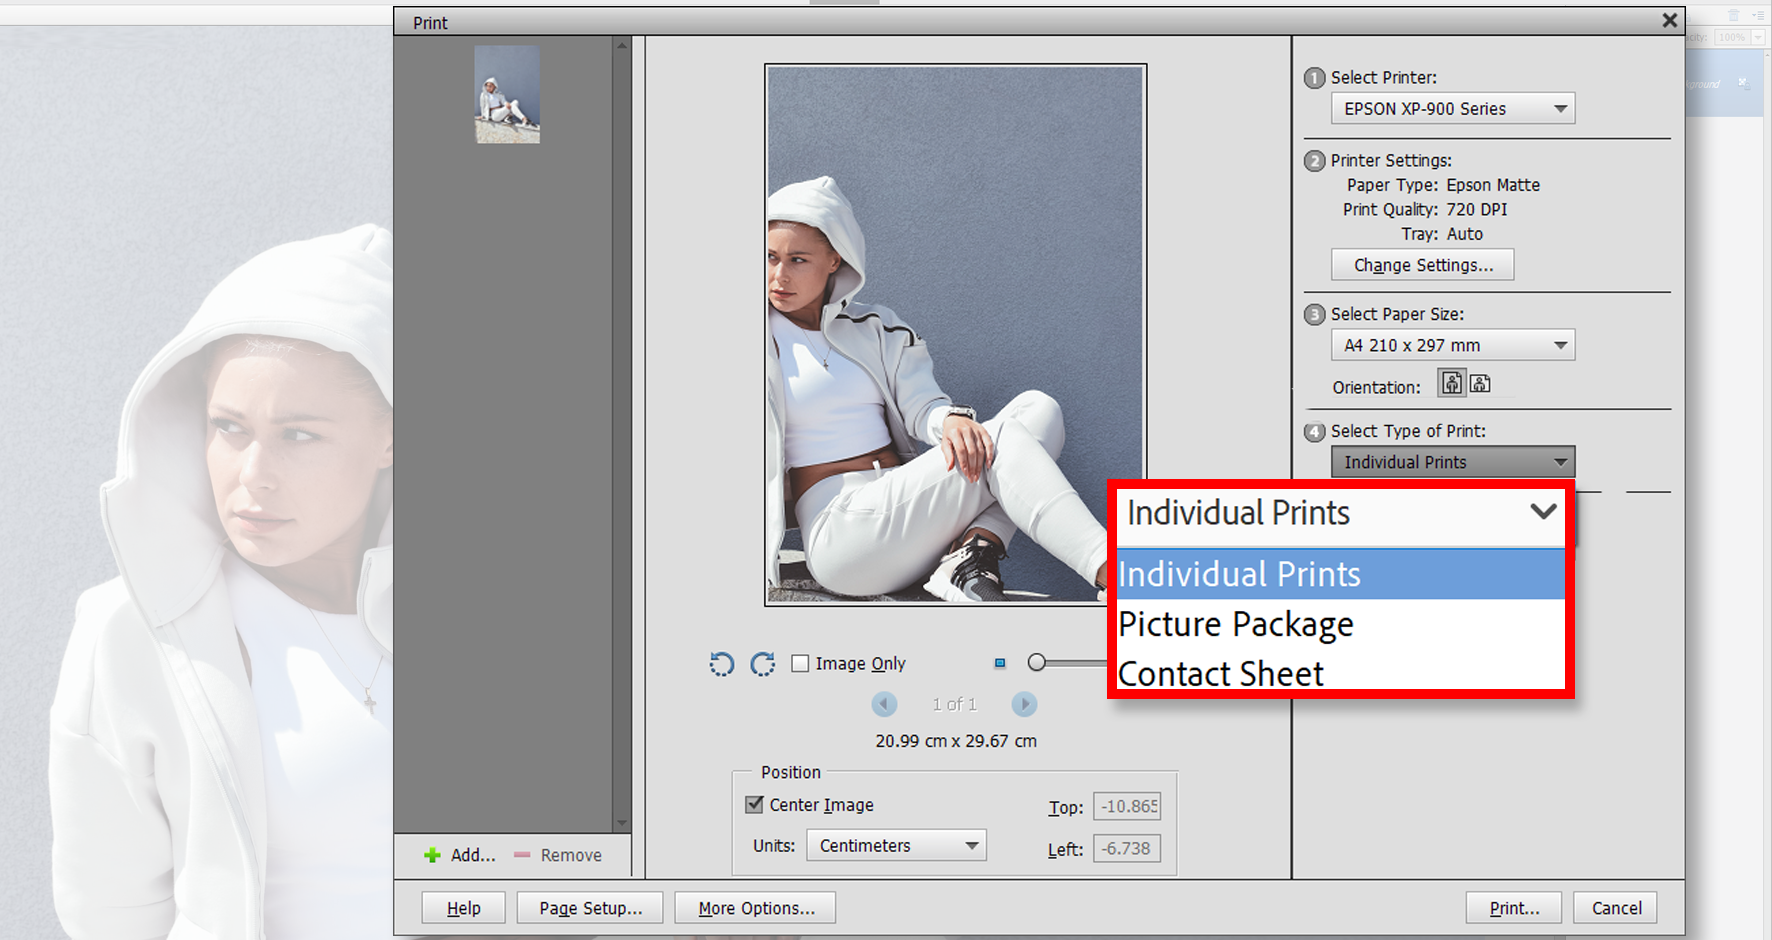 Print
100%
1 Select Printer:
EPSON XP-900 Series
2 Printer Settings:
Paper Type: Epson Matte
Print Quality: 720 DPI
Tray: Auto
Change Settings...
3 Select Paper Size:
A4 210 x 297 mm
Orientation:
4 Select Type of Print:
Individual Prints
Individual Prints
Individual Prints
Picture Package
Contact Sheet
Image Only
1 of 1
20.99 cm x 29.67 cm
Position
Center Image
Top: -10.865
Units: Centimeters
Left: -6.738
Add... Remove
Help Page Setup... More Options... Print... Cancel